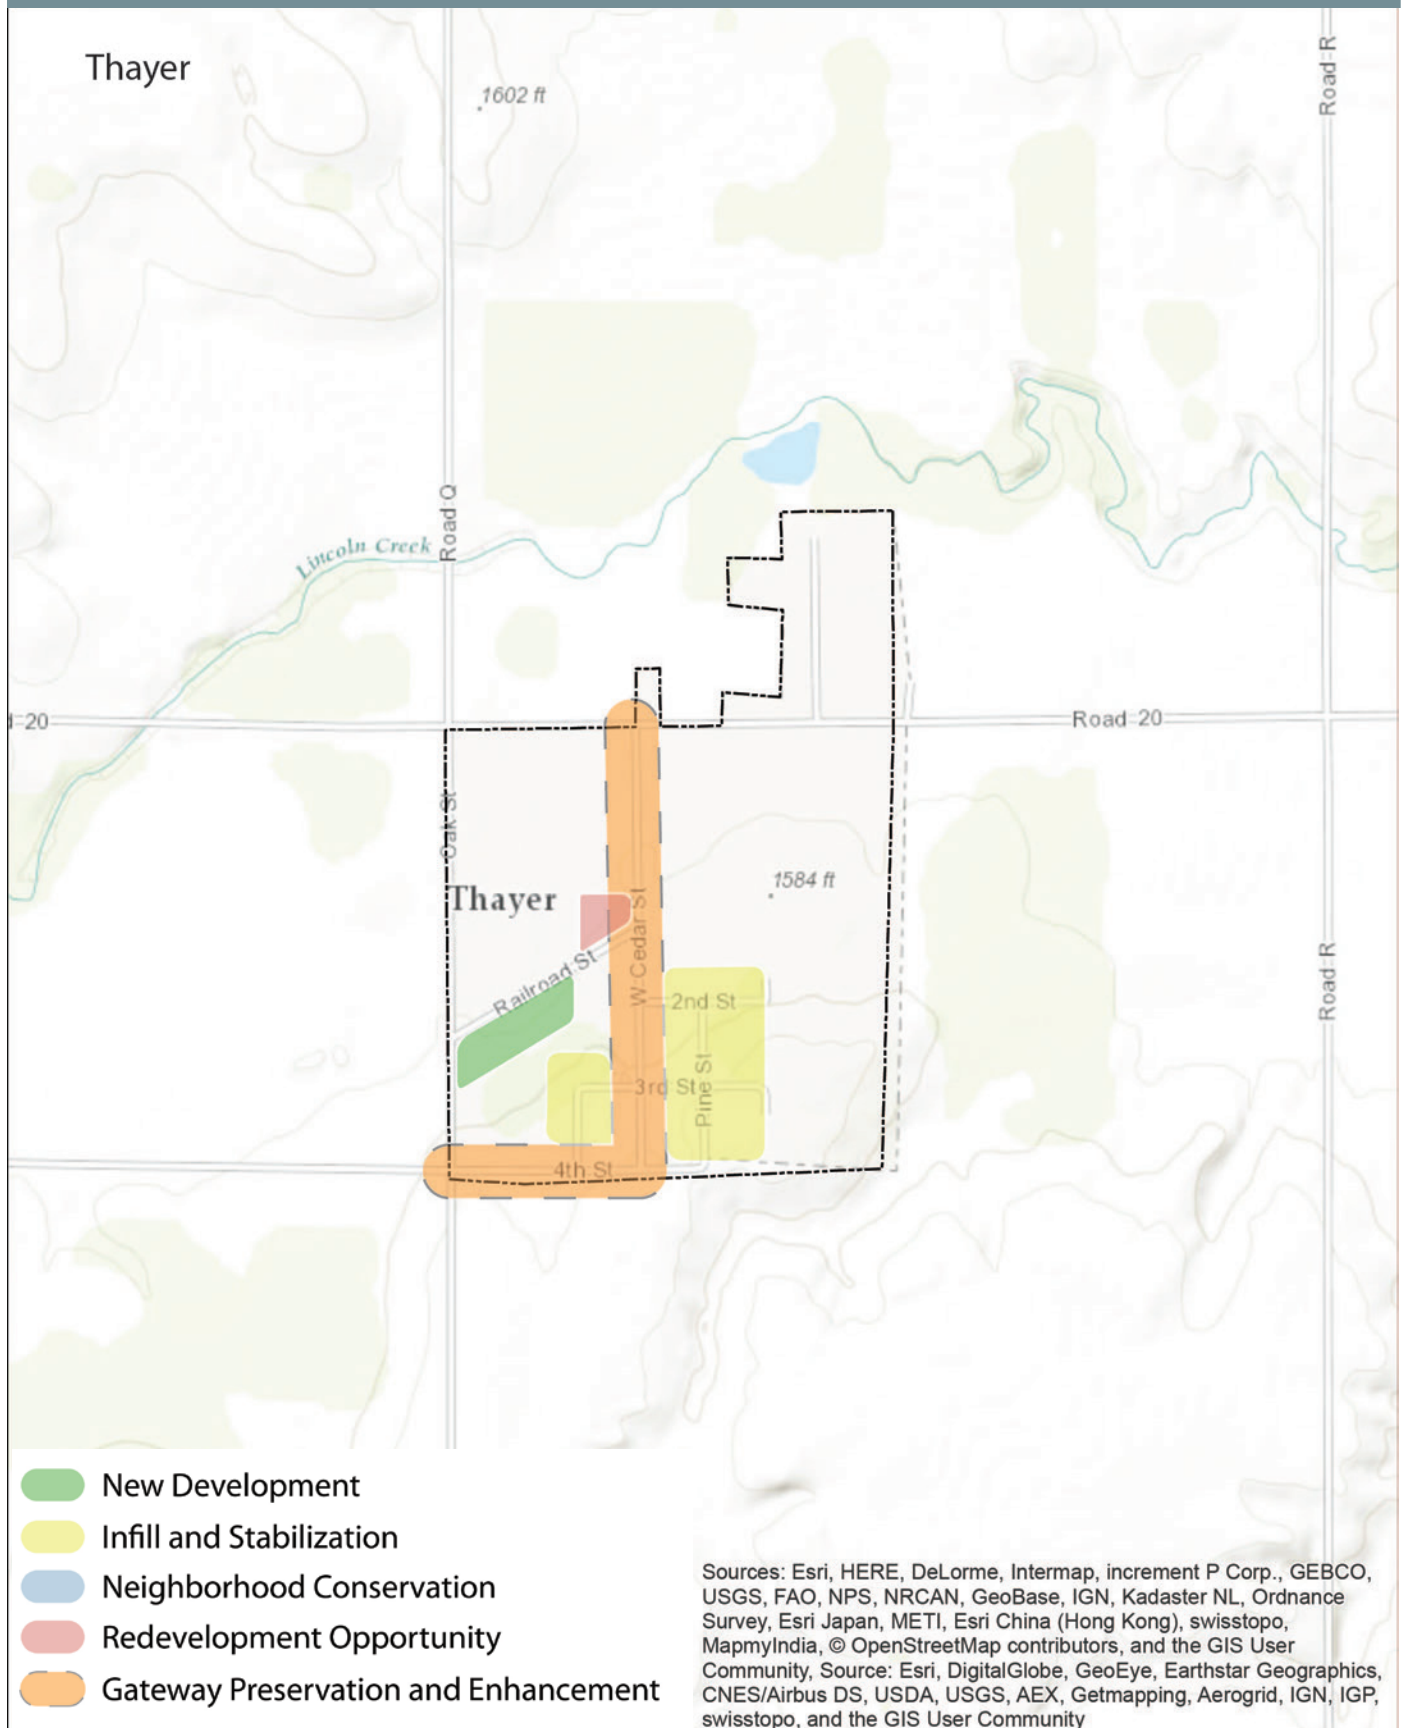 Thayer
1602 ft
Road R
Road Q
Lincoln Creek
20
Road 20
Oak St
Thayer
1584 ft
W Cedar St
Railroad St
2nd St
Road R
3rd St
Pine St
4th St
New Development
Infill and Stabilization
Neighborhood Conservation
Redevelopment Opportunity
Gateway Preservation and Enhancement
Sources: Esri, HERE, DeLorme, Intermap, increment P Corp., GEBCO,
USGS, FAO, NPS, NRCAN, GeoBase, IGN, Kadaster NL, Ordnance
Survey, Esri Japan, METI, Esri China (Hong Kong), swisstopo,
MapmyIndia, © OpenStreetMap contributors, and the GIS User
Community, Source: Esri, DigitalGlobe, GeoEye, Earthstar Geographics,
CNES/Airbus DS, USDA, USGS, AEX, Getmapping, Aerogrid, IGN, IGP,
swisstopo, and the GIS User Community